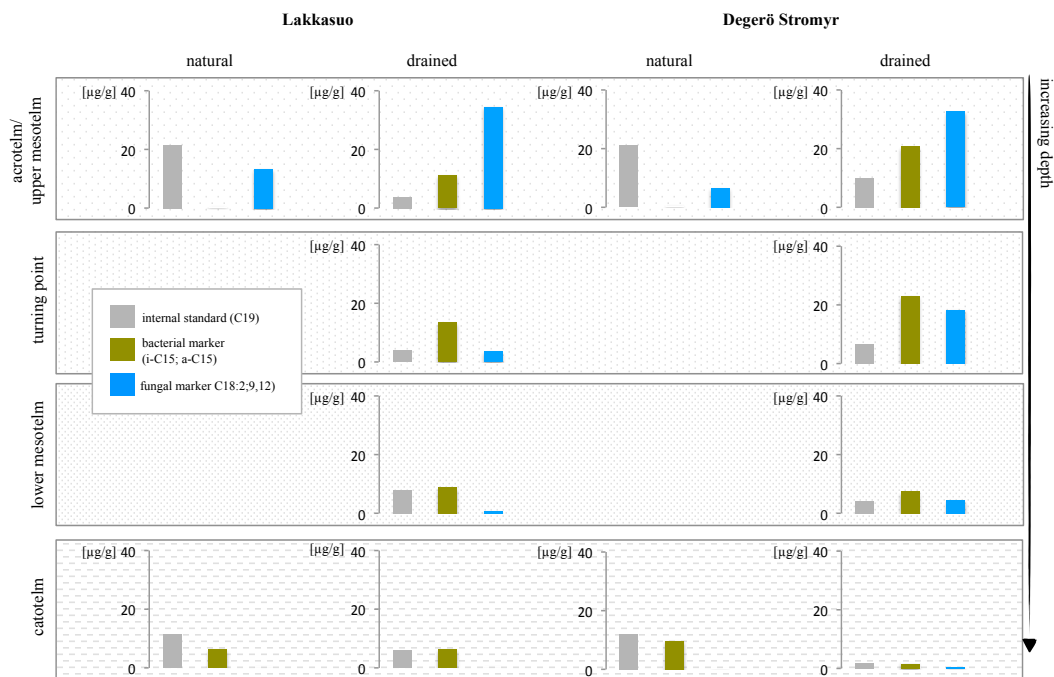 Lakkasuo
Degerö Stromyr
natural
drained
natural
drained
acrotelm/
upper mesotelm
[µg/g] 40
20
0
[µg/g] 40
20
0
[µg/g] 40
20
0
[µg/g] 40
20
0
increasing depth
turning point
[µg/g] 40
20
0
[µg/g] 40
20
0
internal standard (C19)
bacterial marker
(i-C15; a-C15)
fungal marker C18:2;9,12)
lower mesotelm
[µg/g] 40
20
0
[µg/g] 40
20
0
catotelm
[µg/g] 40
20
0
[µg/g] 40
20
0
[µg/g] 40
20
0
[µg/g] 40
20
0